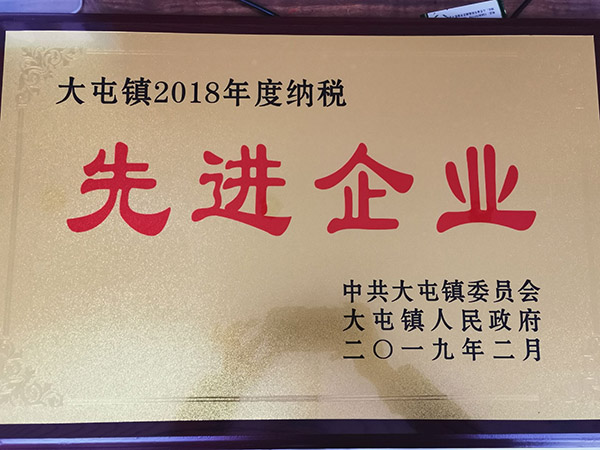 大屯镇2018年度纳税
先进企业
中共大屯镇委员会
大屯镇人民政府
二〇一九年二月